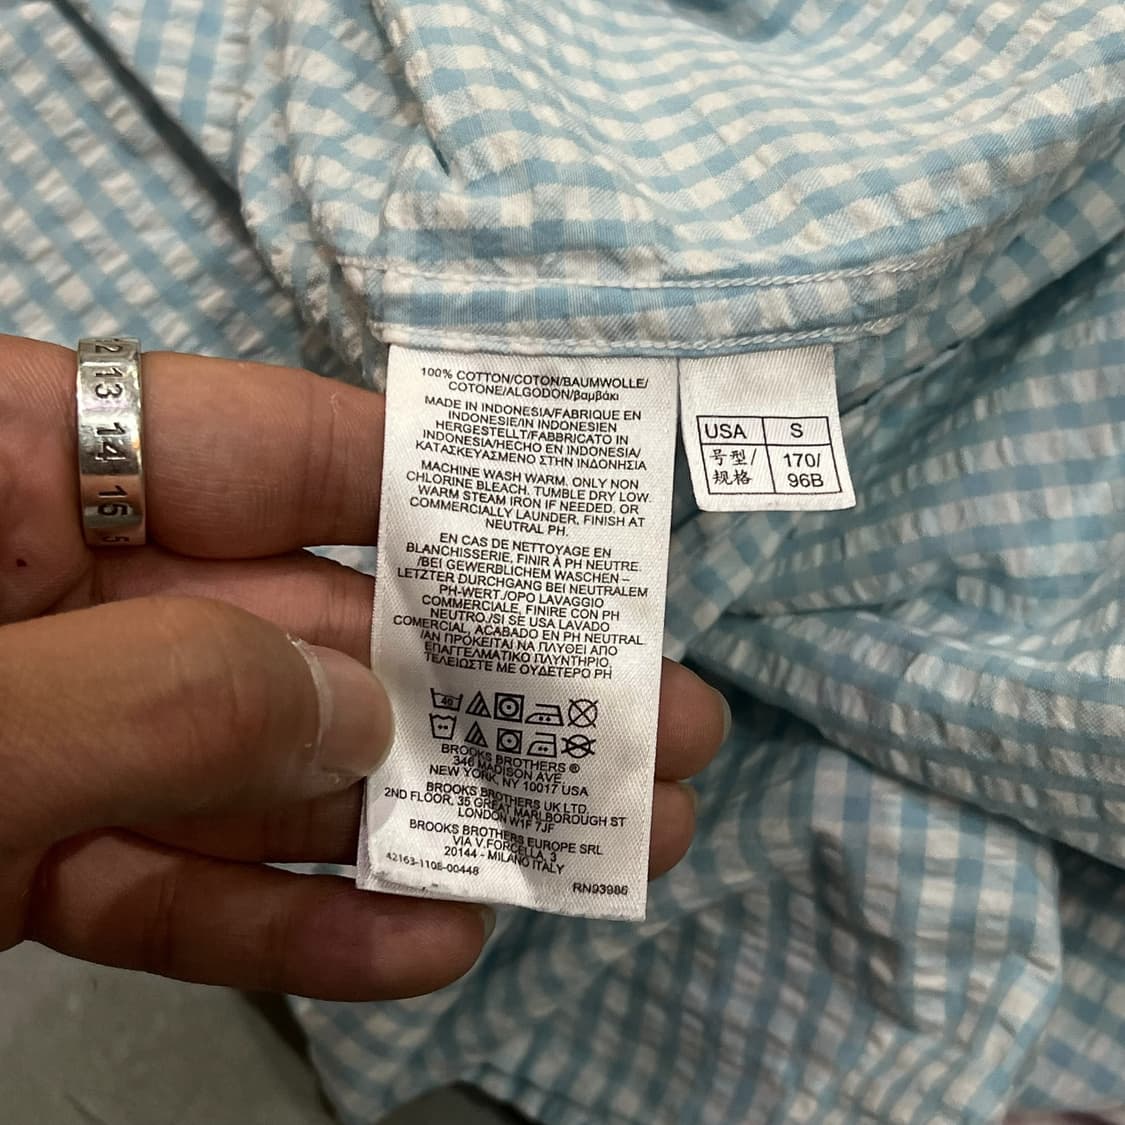 12
13
14
15
100% COTTON/COTON/BAUMWOLLE/
COTONE/ALGODON/βαμβάκι
MADE IN INDONESIA/FABRIQUE EN
INDONESIE/IN INDONESIEN
HERGESTELLT/FABBRICATO IN
INDONESIA/HECHO EN INDONESIA/
ΚΑΤΑΣΚΕΥΑΣΜΕΝΟ ΣΤΗΝ ΙΝΔΟΝΗΣΙΑ
MACHINE WASH WARM. ONLY NON
CHLORINE BLEACH. TUMBLE DRY LOW.
WARM STEAM IRON IF NEEDED. OR
COMMERCIALLY LAUNDER, FINISH AT
NEUTRAL PH.
EN CAS DE NETTOYAGE EN
BLANCHISSERIE, FINIR À PH NEUTRE.
/BEI GEWERBLICHEM WASCHEN –
LETZTER DURCHGANG BEI NEUTRALEM
PH-WERT./OPO LAVAGGIO
COMMERCIALE, FINIRE CON PH
NEUTRO./SI SE USA LAVADO
COMERCIAL, ACABADO EN PH NEUTRAL
/ΑΝ ΠΡΟΚΕΙΤΑΙ ΝΑ ΠΛΥΘΕΙ ΑΠΟ
ΕΠΑΓΓΕΛΜΑΤΙΚΟ ΠΛΥΝΤΗΡΙΟ,
ΤΕΛΕΙΩΣΤΕ ΜΕ ΟΥΔΕΤΕΡΟ PH
40
BROOKS BROTHERS ®
346 MADISON AVE.
NEW YORK, NY 10017 USA
BROOKS BROTHERS UK LTD.
2ND FLOOR, 35 GREAT MARLBOROUGH ST
LONDON W1F 7JF
BROOKS BROTHERS EUROPE SRL
VIA V.FORCELLA, 3
20144 - MILANO ITALY
42163-1108-00448
RN93986
USA S
号型/ 170/
规格 96B